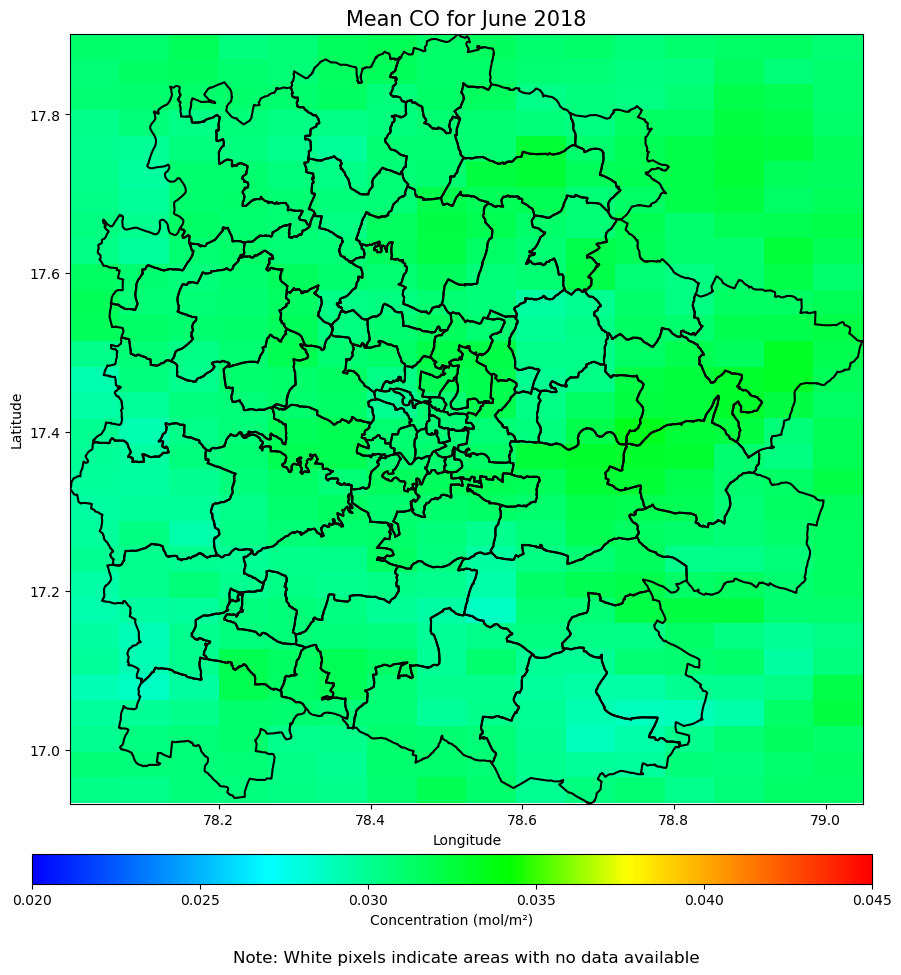 Mean CO for June 2018
Latitude
17.8
17.6
17.4
17.2
17.0
78.2 78.4 78.6 78.8 79.0
Longitude
0.020 0.025 0.030 0.035 0.040 0.045
Concentration (mol/m²)
Note: White pixels indicate areas with no data available